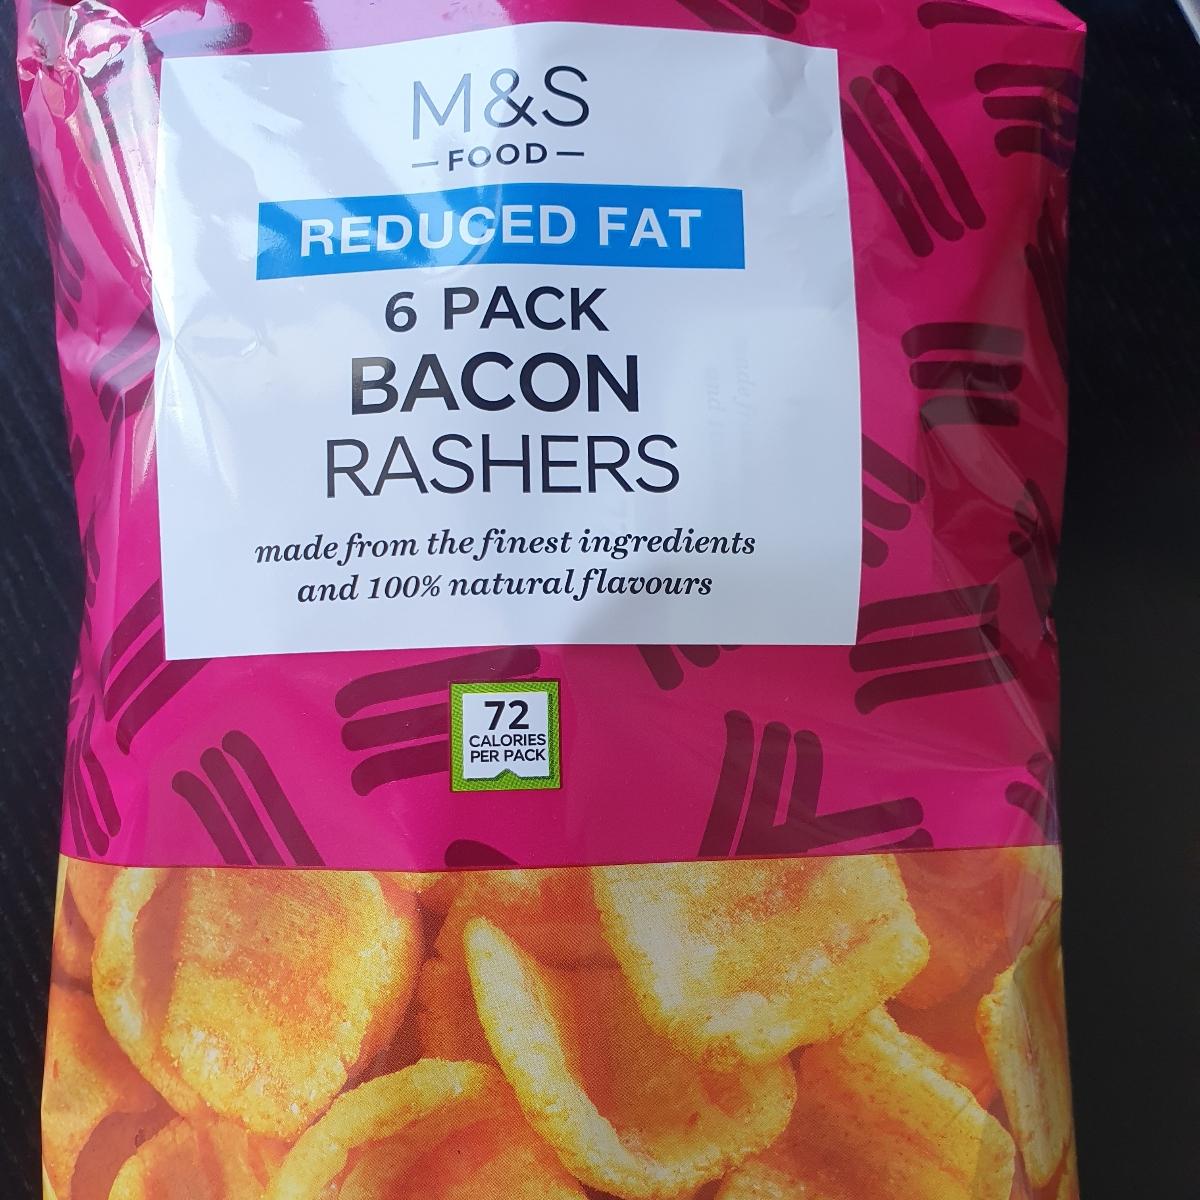 M&S
—FOOD—
REDUCED FAT
6 PACK
BACON
RASHERS
made from the finest ingredients
and 100% natural flavours
72
CALORIES
PER PACK